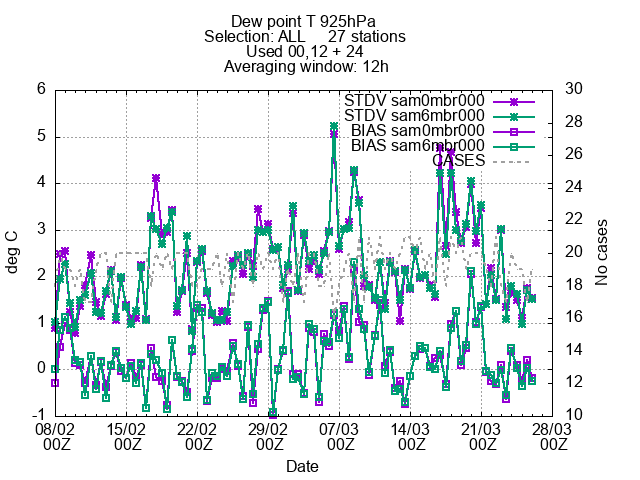 Dew point T 925hPa
Selection: ALL 27 stations
Used 00,12 + 24
Averaging window: 12h
6 30
STDV sam0mbr000
STDV sam6mbr000 28
5 BIAS sam0mbr000
BIAS sam6mbr000 26
CASES
4 24
22
3
20
2 18
16
1
14
0 12
-1 10
deg C
No cases
08/02 15/02 22/02 29/02 07/03 14/03 21/03 28/03
00Z 00Z 00Z 00Z 00Z 00Z 00Z 00Z
Date